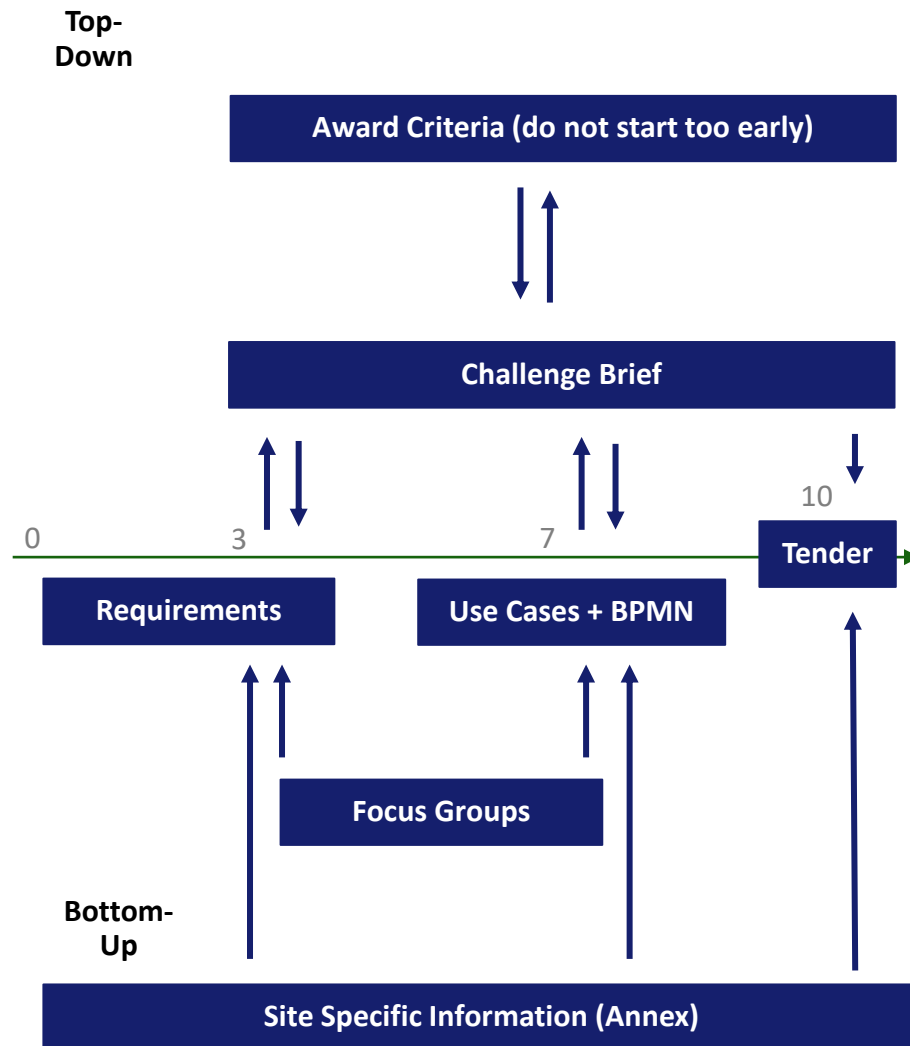 Top-
Down
Award Criteria (do not start too early)
Challenge Brief
10
0
3
7
Tender
Requirements
Use Cases + BPMN
Focus Groups
Bottom-
Up
Site Specific Information (Annex)